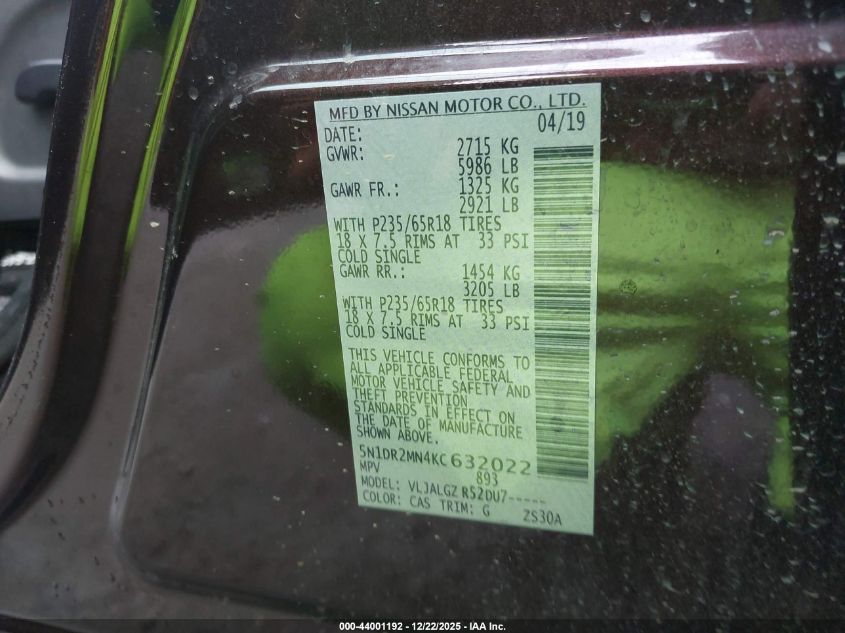 MFD BY NISSAN MOTOR CO., LTD.
DATE: 04/19
GVWR: 2715 KG
5986 LB
GAWR FR.: 1325 KG
2921 LB
WITH P235/65R18 TIRES
18 X 7.5 RIMS AT 33 PSI
COLD SINGLE
GAWR RR.: 1454 KG
3205 LB
WITH P235/65R18 TIRES
18 X 7.5 RIMS AT 33 PSI
COLD SINGLE
THIS VEHICLE CONFORMS TO
ALL APPLICABLE FEDERAL
MOTOR VEHICLE SAFETY AND
THEFT PREVENTION
STANDARDS IN EFFECT ON
THE DATE OF MANUFACTURE
SHOWN ABOVE.
5N1DR2MN4KC632022
MPV 893
MODEL: VLJALGZ R52DU7-----
COLOR: CAS TRIM: G ZS30A
000-44001192 - 12/22/2025 - IAA Inc.